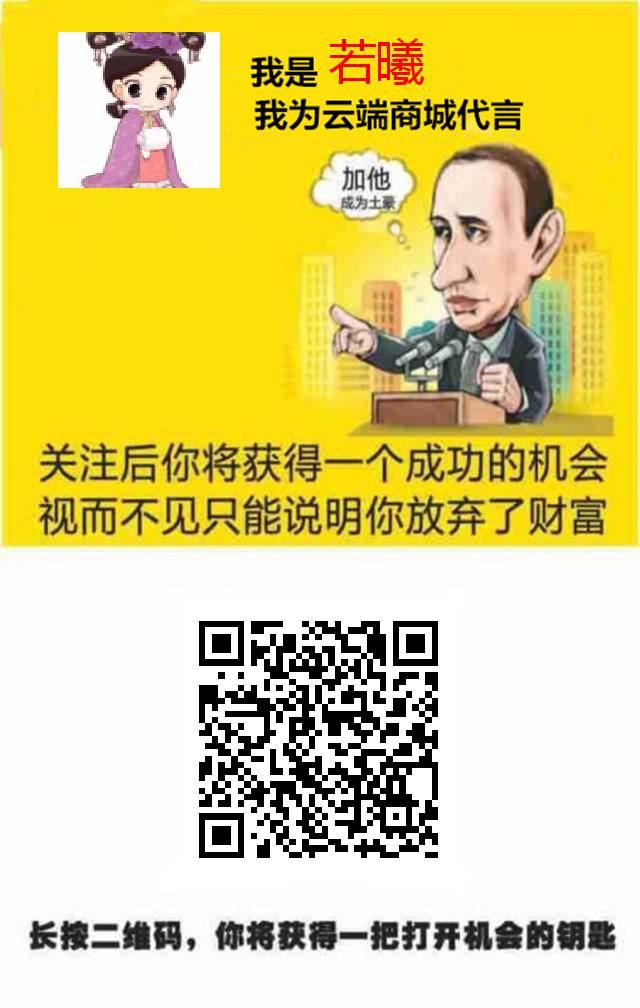 我是 若曦
我为云端商城代言
加他
成为土豪
关注后你将获得一个成功的机会
视而不见只能说明你放弃了财富
长按二维码，你将获得一把打开机会的钥匙